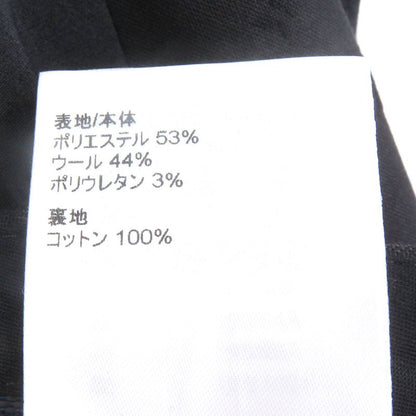 表地/本体
ポリエステル 53%
ウール 44%
ポリウレタン 3%
裏地
コットン 100%